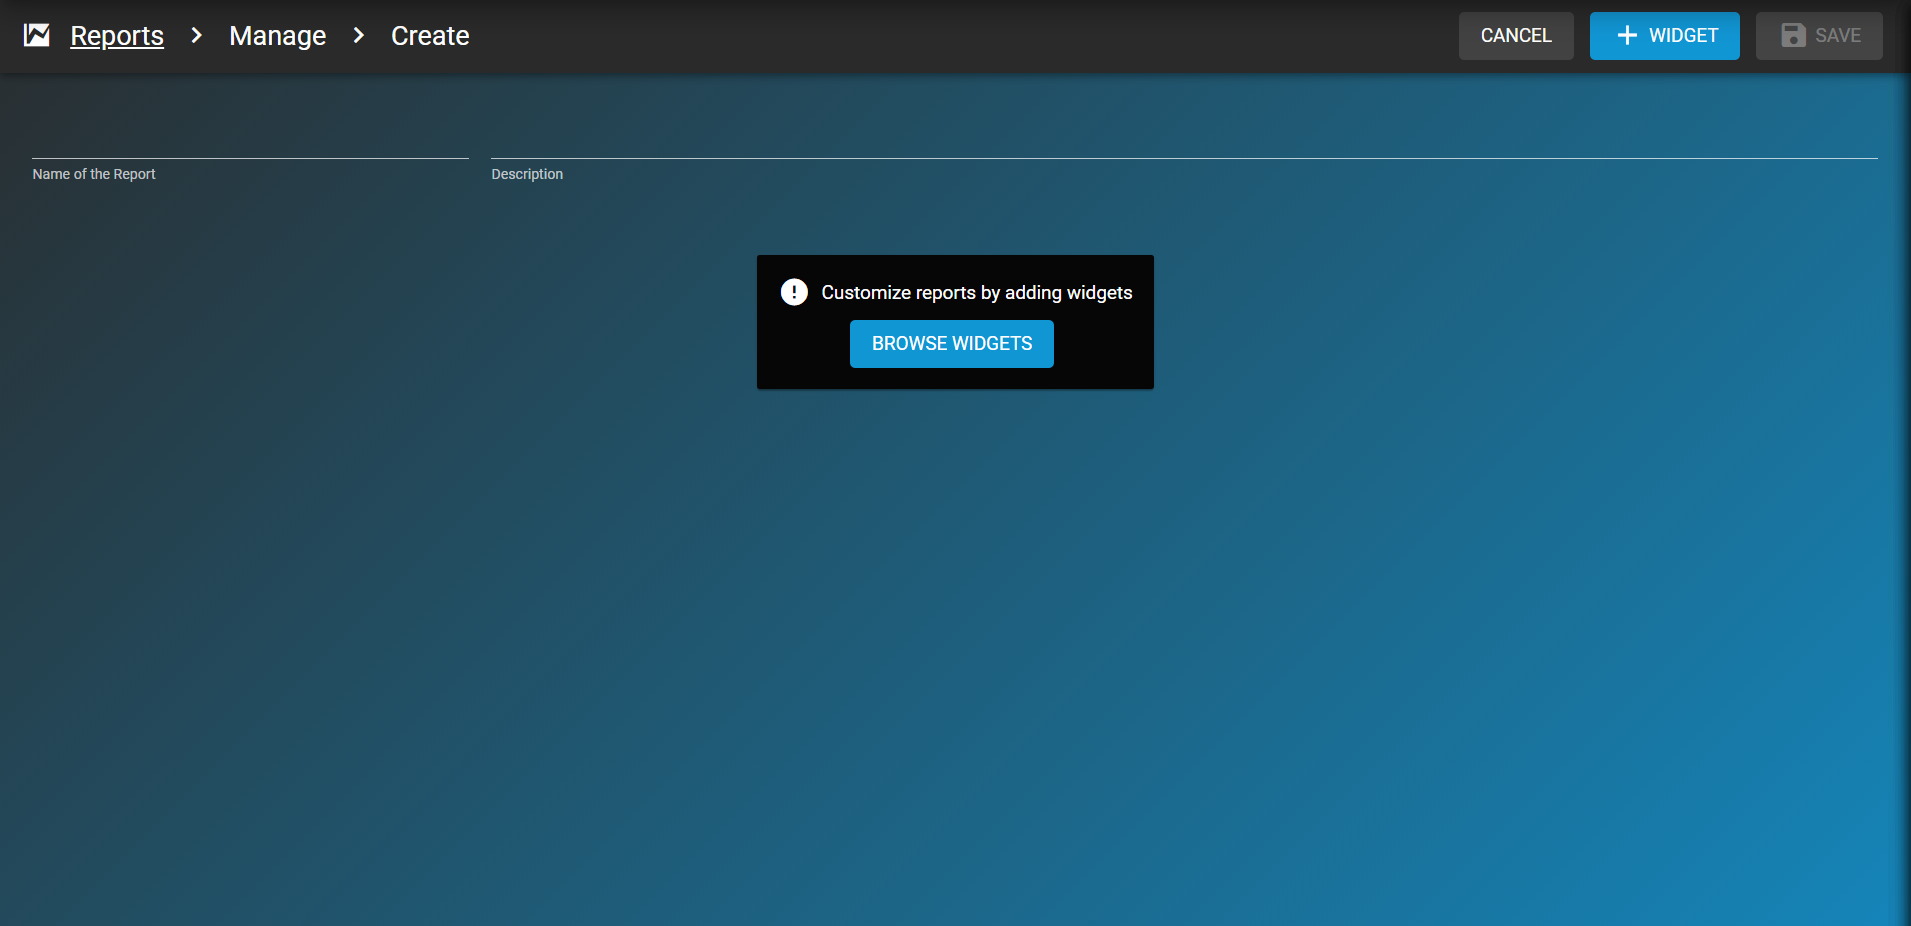 Reports > Manage > Create
CANCEL
+ WIDGET
SAVE
Name of the Report
Description
Customize reports by adding widgets
BROWSE WIDGETS